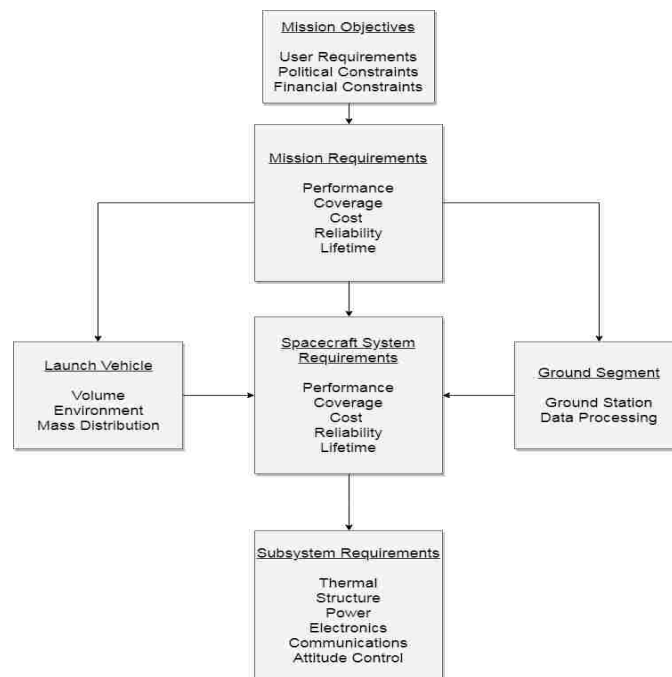 Mission Objectives
User Requirements
Political Constraints
Financial Constraints
Mission Requirements
Performance
Coverage
Cost
Reliability
Lifetime
Launch Vehicle
Volume
Environment
Mass Distribution
Spacecraft System
Requirements
Performance
Coverage
Cost
Reliability
Lifetime
Ground Segment
Ground Station
Data Processing
Subsystem Requirements
Thermal
Structure
Power
Electronics
Communications
Attitude Control